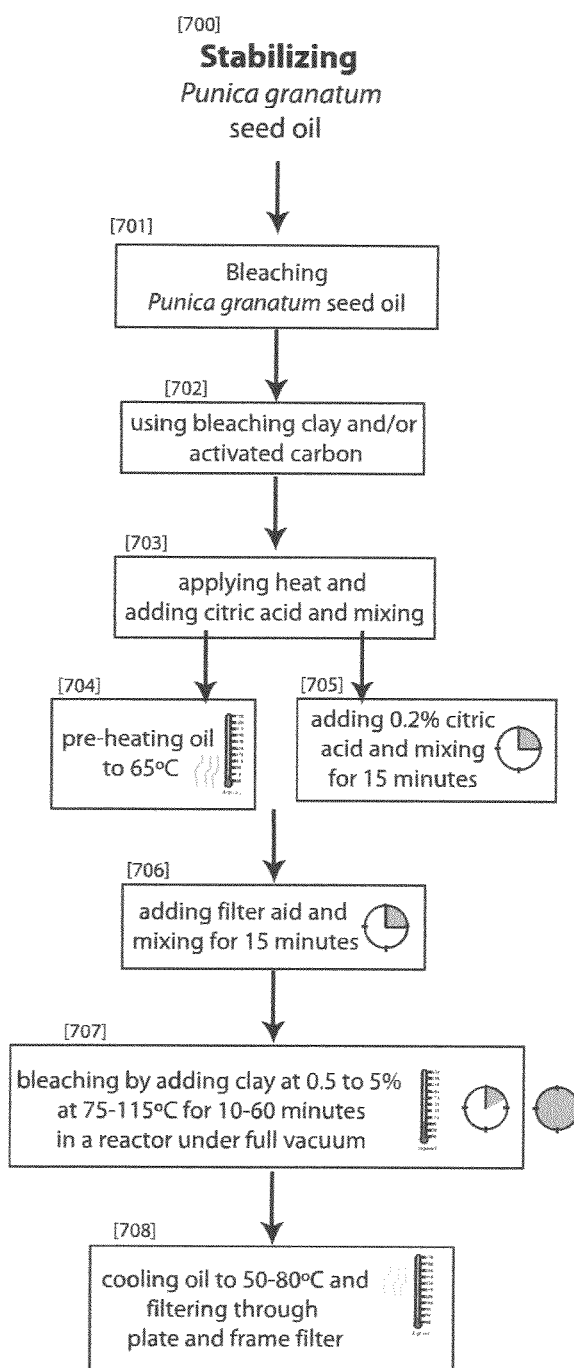 [700]
Stabilizing
Punica granatum
seed oil
[701]
Bleaching
Punica granatum seed oil
[702]
using bleaching clay and/or
activated carbon
[703]
applying heat and
adding citric acid and mixing
[704]
pre-heating oil
to 65ºC
[705]
adding 0.2% citric
acid and mixing
for 15 minutes
[706]
adding filter aid and
mixing for 15 minutes
[707]
bleaching by adding clay at 0.5 to 5%
at 75-115ºC for 10-60 minutes
in a reactor under full vacuum
[708]
cooling oil to 50-80ºC and
filtering through
plate and frame filter